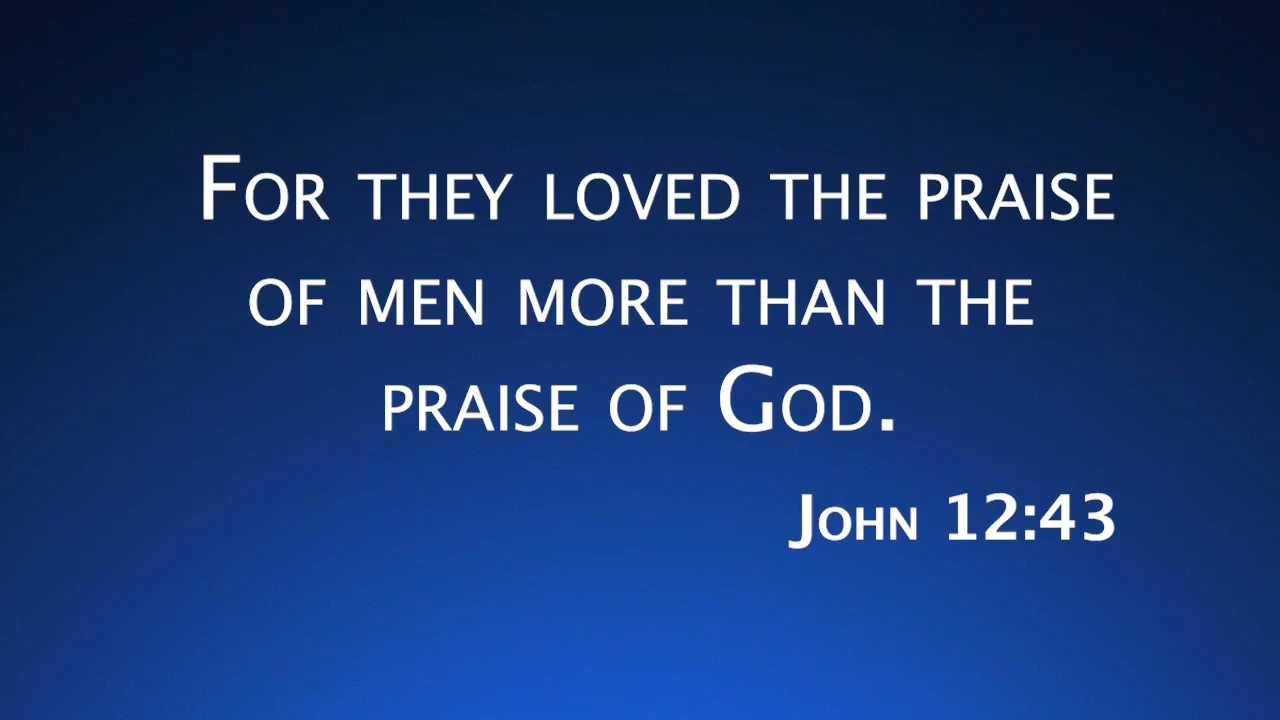 For they loved the praise
of men more than the
praise of God.
John 12:43